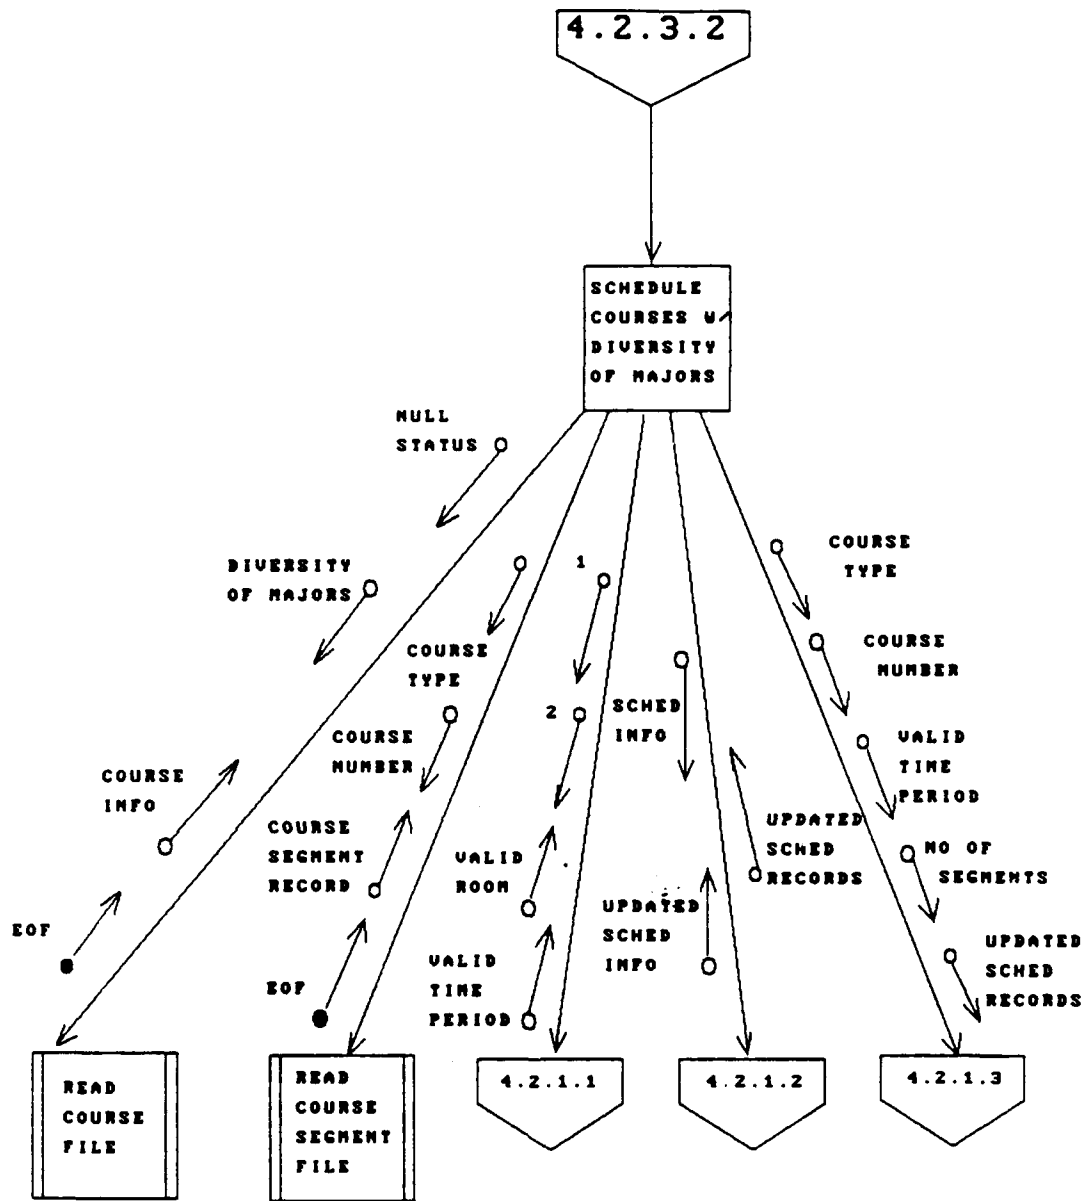 4.2.3.2
SCHEDULE
COURSES W/
DIVERSITY
OF MAJORS
NULL
STATUS
DIVERSITY
OF MAJORS
COURSE
INFO
EOF
COURSE
TYPE
COURSE
NUMBER
COURSE
SEGMENT
RECORD
EOF
1
2
VALID
ROOM
VALID
TIME
PERIOD
SCHED
INFO
UPDATED
SCHED
INFO
UPDATED
SCHED
RECORDS
COURSE
TYPE
COURSE
NUMBER
VALID
TIME
PERIOD
NO OF
SEGMENTS
UPDATED
SCHED
RECORDS
READ
COURSE
FILE
READ
COURSE
SEGMENT
FILE
4.2.1.1
4.2.1.2
4.2.1.3